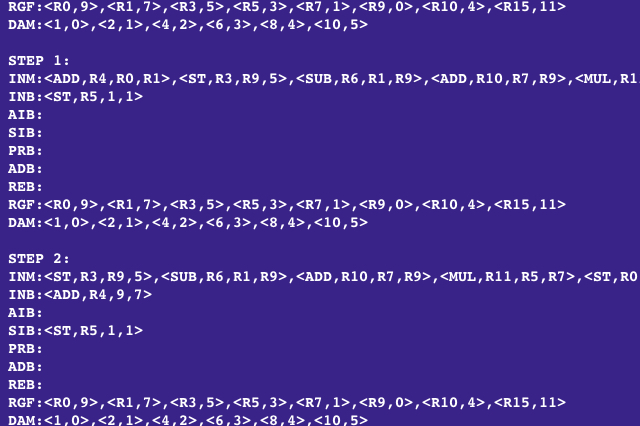 RGF:<R0,9>,<R1,7>,<R3,5>,<R5,3>,<R7,1>,<R9,0>,<R10,4>,<R15,11>
DAM:<1,0>,<2,1>,<4,2>,<6,3>,<8,4>,<10,5>
STEP 1:
INM:<ADD,R4,R0,R1>,<ST,R3,R9,5>,<SUB,R6,R1,R9>,<ADD,R10,R7,R9>,<MUL,R1
INB:<ST,R5,1,1>
AIB:
SIB:
PRB:
ADB:
REB:
RGF:<R0,9>,<R1,7>,<R3,5>,<R5,3>,<R7,1>,<R9,0>,<R10,4>,<R15,11>
DAM:<1,0>,<2,1>,<4,2>,<6,3>,<8,4>,<10,5>
STEP 2:
INM:<ST,R3,R9,5>,<SUB,R6,R1,R9>,<ADD,R10,R7,R9>,<MUL,R11,R5,R7>,<ST,R0
INB:<ADD,R4,9,7>
AIB:
SIB:<ST,R5,1,1>
PRB:
ADB:
REB:
RGF:<R0,9>,<R1,7>,<R3,5>,<R5,3>,<R7,1>,<R9,0>,<R10,4>,<R15,11>
DAM:<1,0>,<2,1>,<4,2>,<6,3>,<8,4>,<10,5>